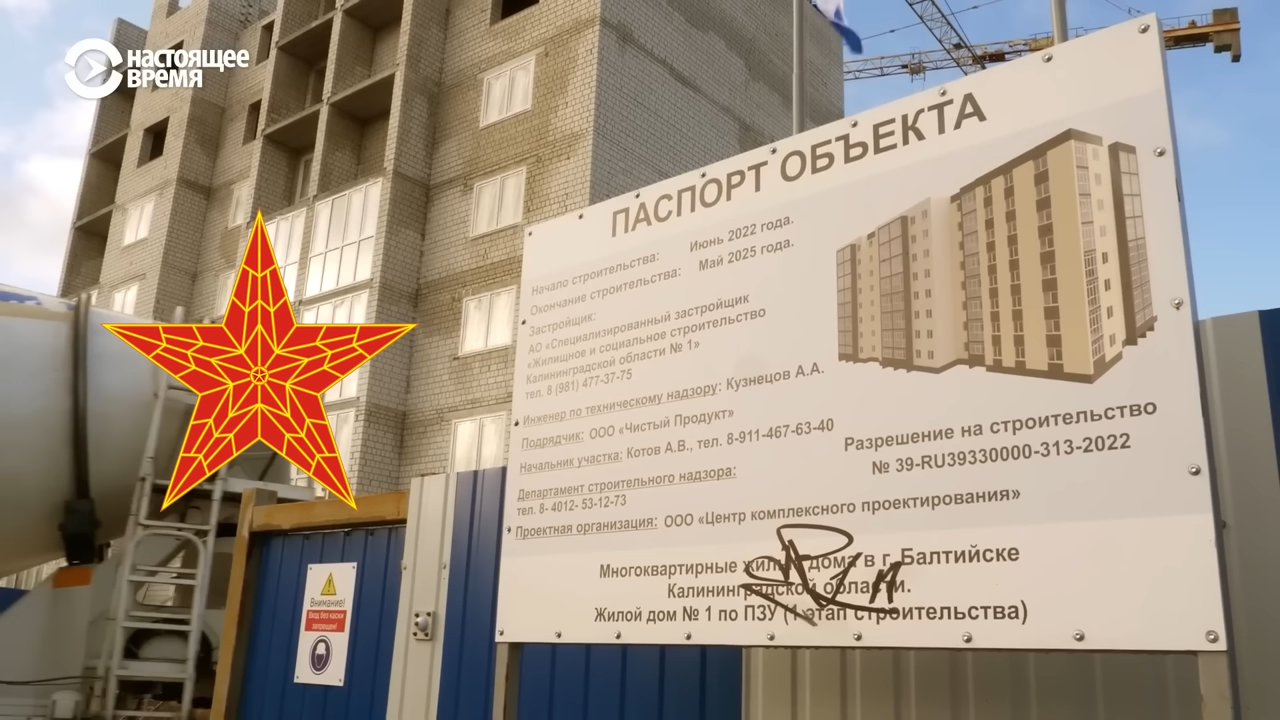 НАСТОЯЩЕЕ
ВРЕМЯ
ПАСПОРТ ОБЪЕКТА
Начало строительства: Июнь 2022 года.
Окончание строительства: Май 2025 года.
Застройщик:
АО «Специализированный застройщик
«Жилищное и социальное строительство
Калининградской области № 1»
тел. 8 (981) 477-37-75
Инженер по техническому надзору: Кузнецов А.А.
Подрядчик: ООО «Чистый Продукт»
Начальник участка: Котов А.В., тел. 8-911-467-63-40
Департамент строительного надзора:
тел. 8- 4012- 53-12-73
Проектная организация: ООО «Центр комплексного проектирования»
Разрешение на строительство
№ 39-RU39330000-313-2022
Многоквартирные жилые дома в г. Балтийске
Калининградской области.
Жилой дом № 1 по ПЗУ (1 этап строительства)
Внимание!
Вход без каски
запрещен!